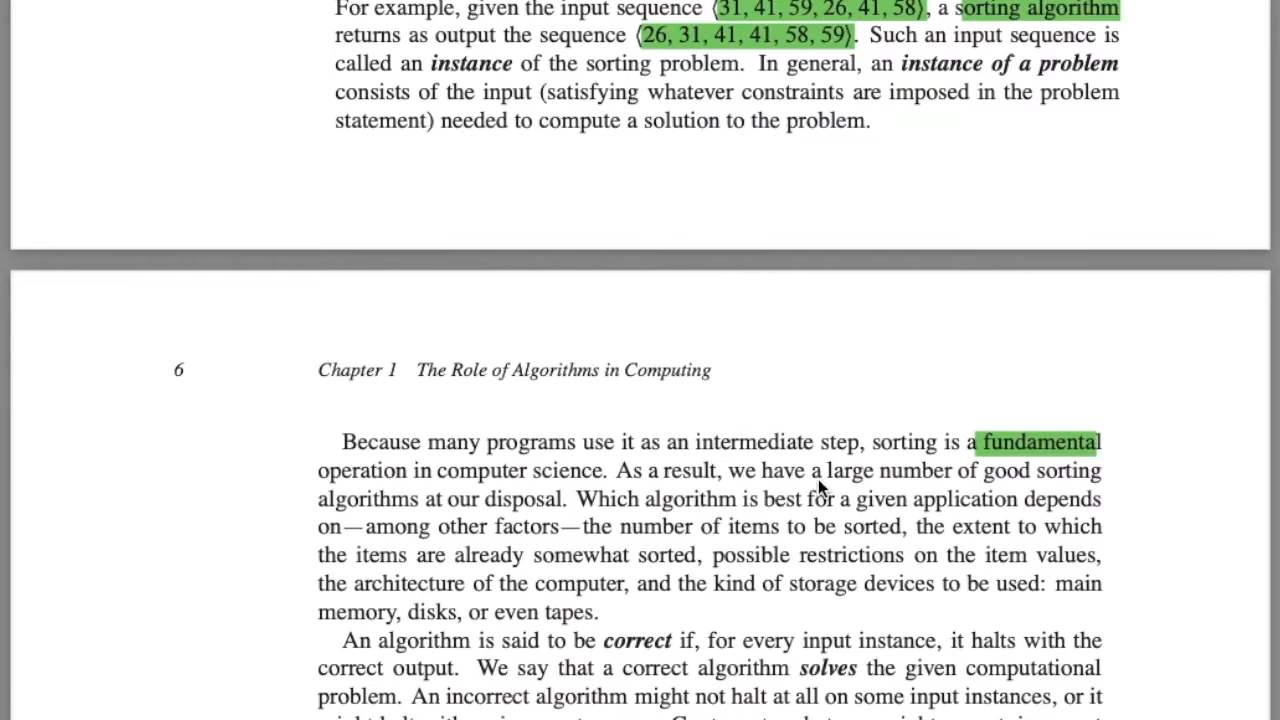 For example, given the input sequence ⟨31, 41, 59, 26, 41, 58⟩, a sorting algorithm
returns as output the sequence ⟨26, 31, 41, 41, 58, 59⟩. Such an input sequence is
called an instance of the sorting problem. In general, an instance of a problem
consists of the input (satisfying whatever constraints are imposed in the problem
statement) needed to compute a solution to the problem.
6 Chapter 1 The Role of Algorithms in Computing
Because many programs use it as an intermediate step, sorting is a fundamental
operation in computer science. As a result, we have a large number of good sorting
algorithms at our disposal. Which algorithm is best for a given application depends
on—among other factors—the number of items to be sorted, the extent to which
the items are already somewhat sorted, possible restrictions on the item values,
the architecture of the computer, and the kind of storage devices to be used: main
memory, disks, or even tapes.
An algorithm is said to be correct if, for every input instance, it halts with the
correct output. We say that a correct algorithm solves the given computational
problem. An incorrect algorithm might not halt at all on some input instances, or it